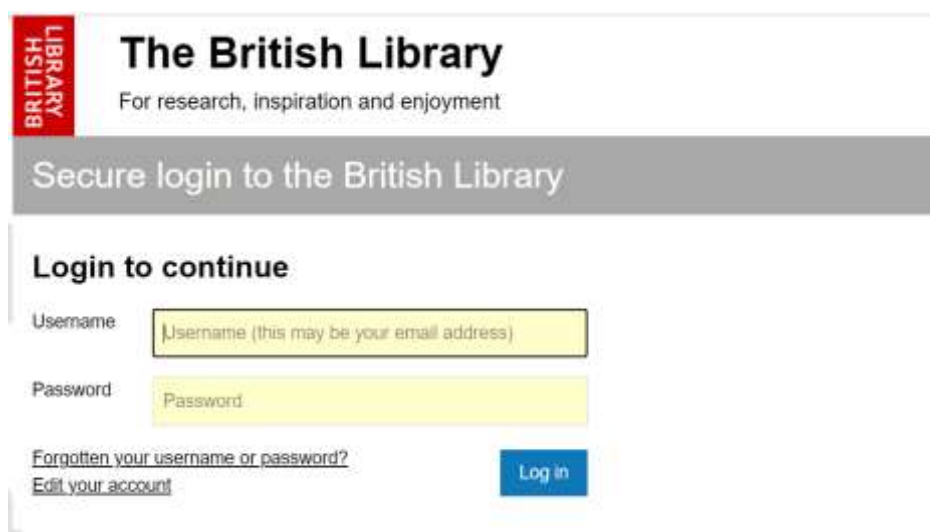 BRITISH
LIBRARY
The British Library
For research, inspiration and enjoyment
Secure login to the British Library
Login to continue
Username
Username (this may be your email address)
Password
Password
Forgotten your username or password?
Edit your account
Log in